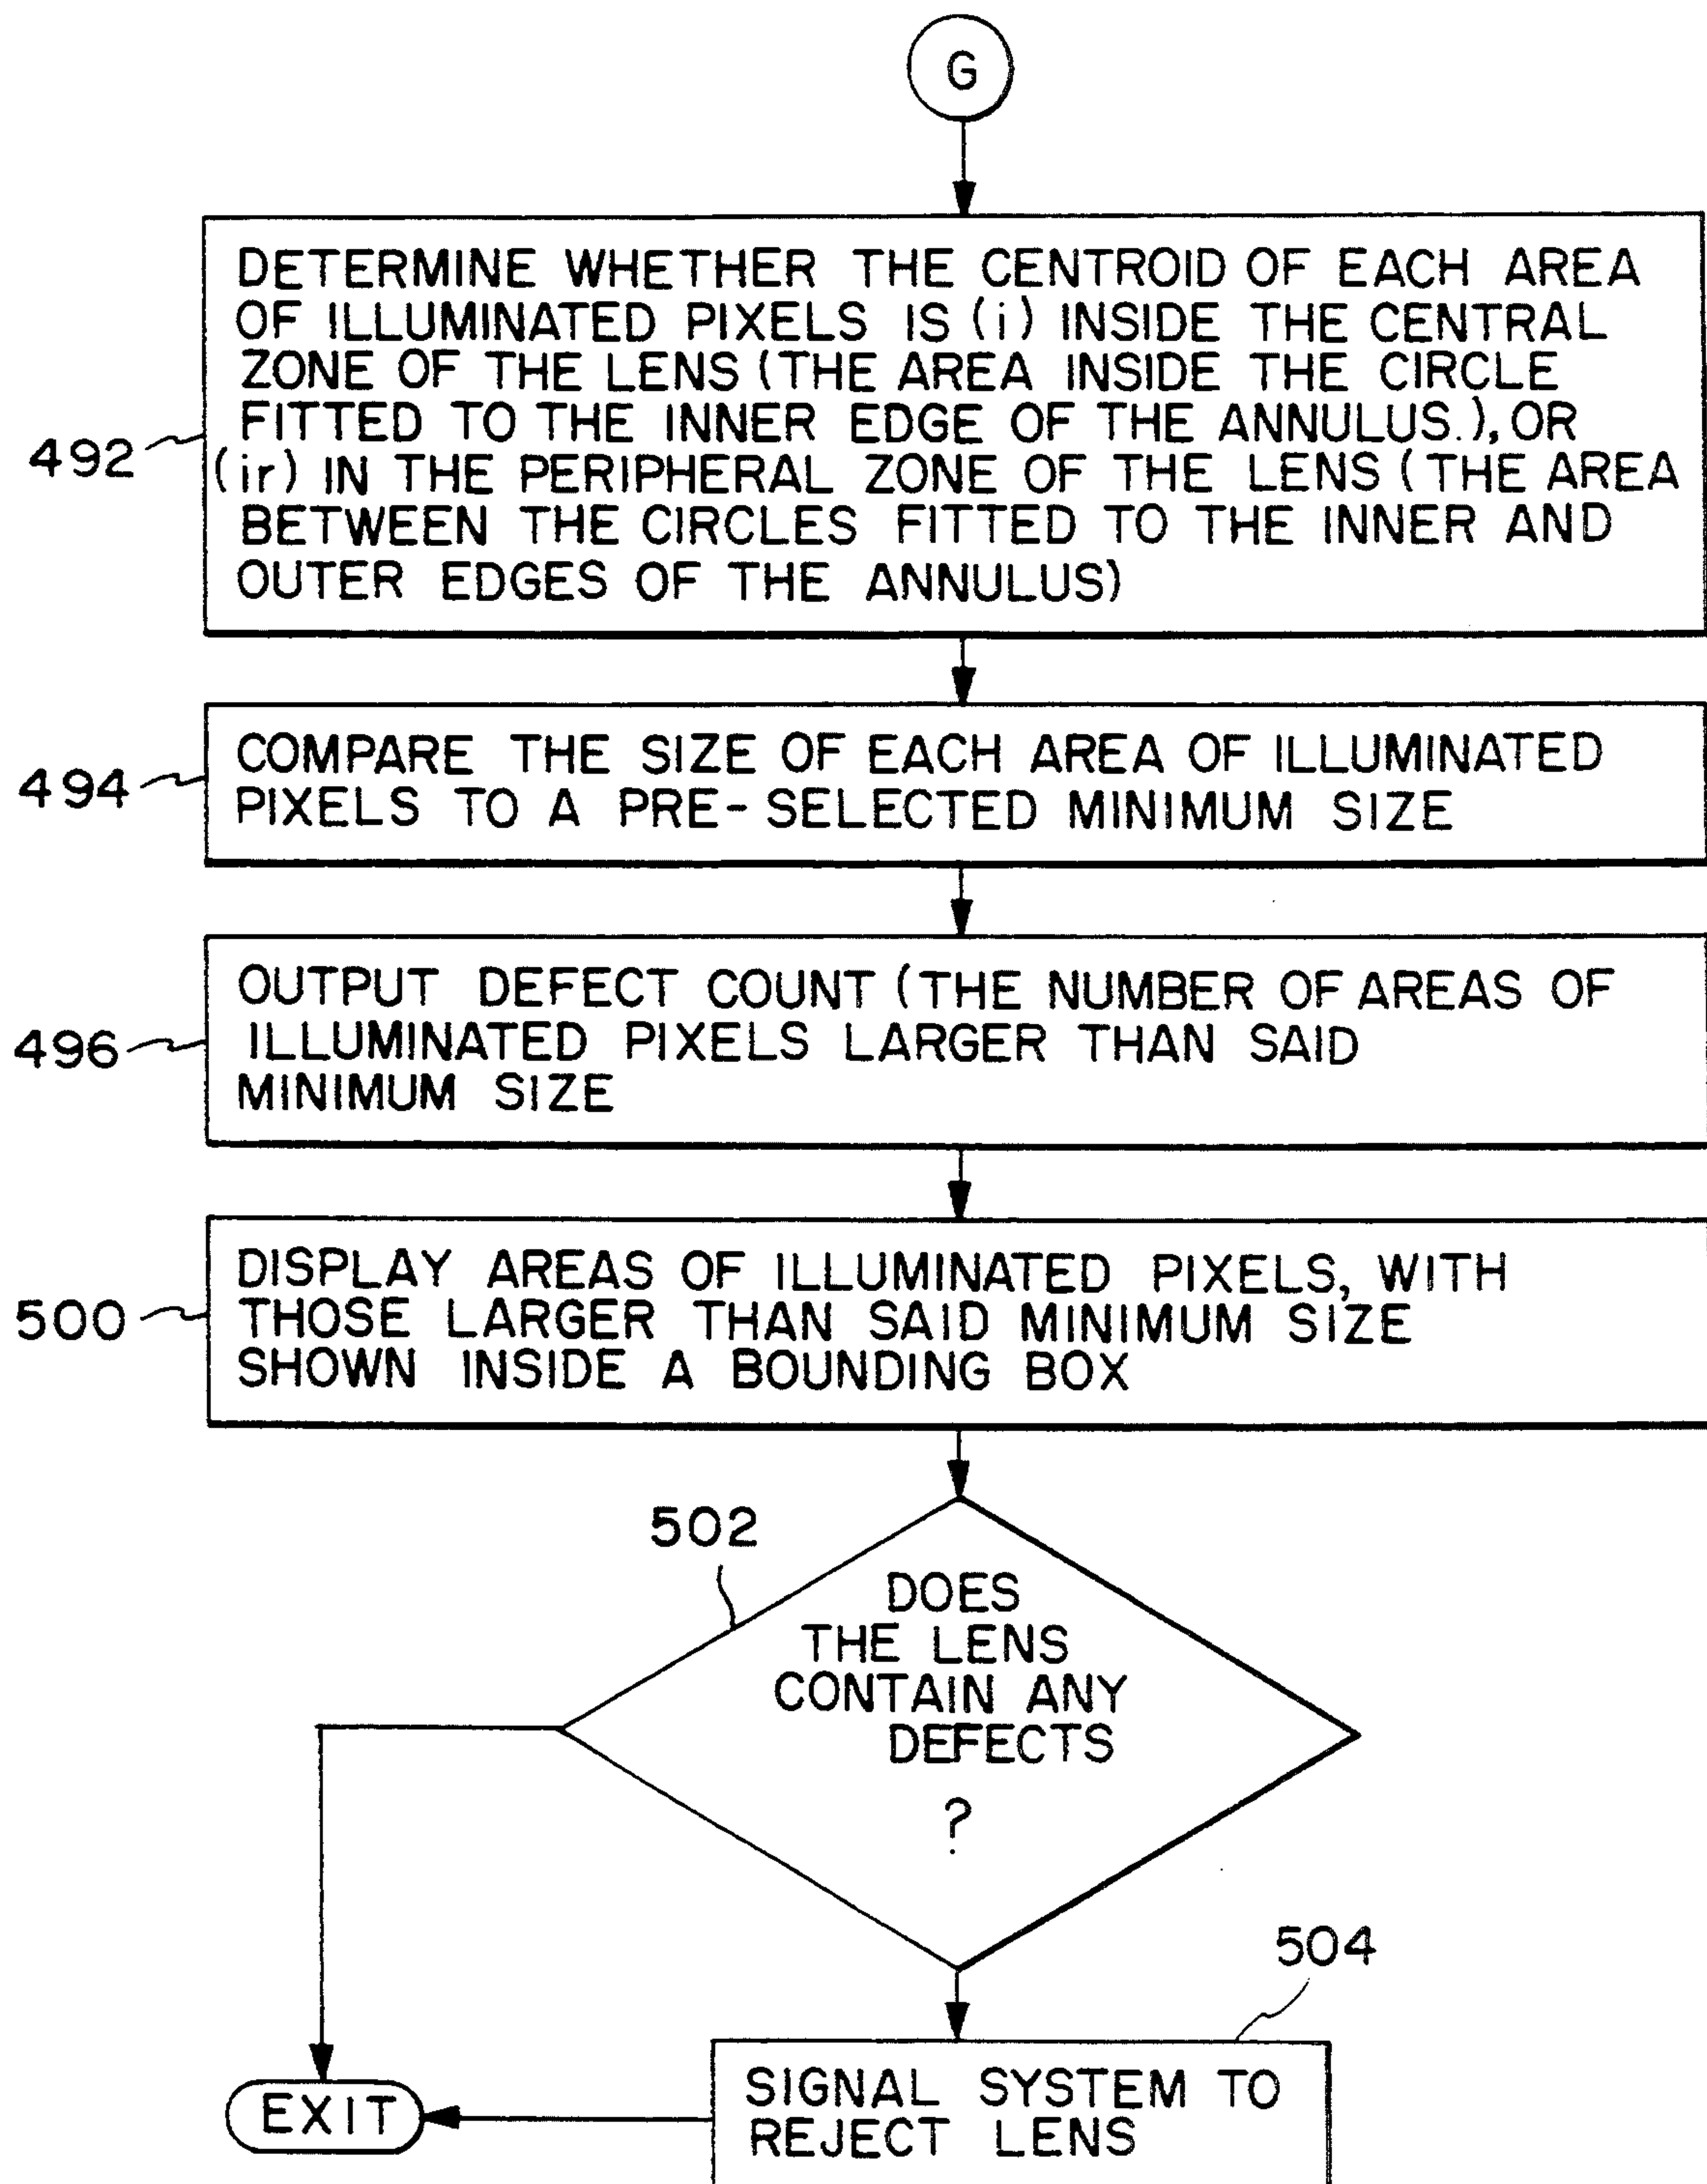 G
DETERMINE WHETHER THE CENTROID OF EACH AREA
OF ILLUMINATED PIXELS IS (i) INSIDE THE CENTRAL
ZONE OF THE LENS (THE AREA INSIDE THE CIRCLE
FITTED TO THE INNER EDGE OF THE ANNULUS.), OR
(ir) IN THE PERIPHERAL ZONE OF THE LENS (THE AREA
BETWEEN THE CIRCLES FITTED TO THE INNER AND
OUTER EDGES OF THE ANNULUS)
492
COMPARE THE SIZE OF EACH AREA OF ILLUMINATED
PIXELS TO A PRE-SELECTED MINIMUM SIZE
494
OUTPUT DEFECT COUNT (THE NUMBER OF AREAS OF
ILLUMINATED PIXELS LARGER THAN SAID
MINIMUM SIZE
496
DISPLAY AREAS OF ILLUMINATED PIXELS, WITH
THOSE LARGER THAN SAID MINIMUM SIZE
SHOWN INSIDE A BOUNDING BOX
500
502
DOES
THE LENS
CONTAIN ANY
DEFECTS
?
504
SIGNAL SYSTEM TO
REJECT LENS
EXIT